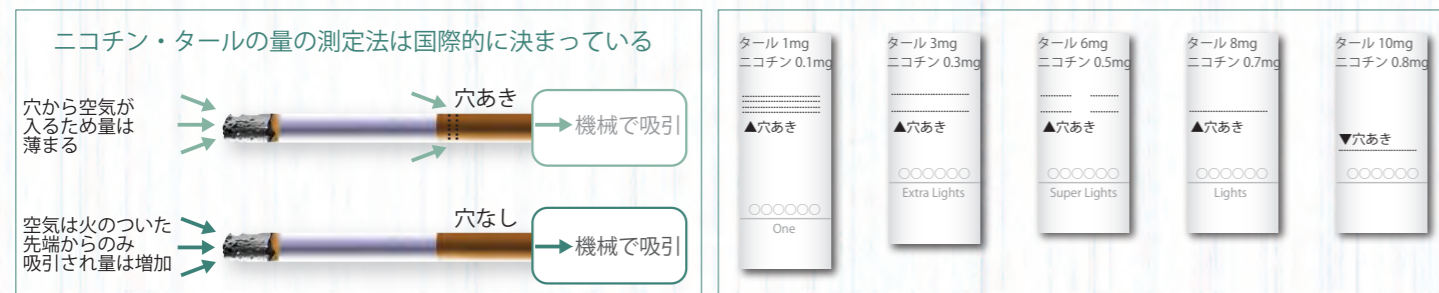 ニコチン・タールの量の測定法は国際的に決まっている
穴から空気が
入るため量は
薄まる
穴あき
機械で吸引
空気は火のついた
先端からのみ
吸引され量は増加
穴なし
機械で吸引
タール 1mg
ニコチン 0.1mg
▲穴あき
○○○○○○
One
タール 3mg
ニコチン 0.3mg
▲穴あき
○○○○○○
Extra Lights
タール 6mg
ニコチン 0.5mg
▲穴あき
○○○○○○
Super Lights
タール 8mg
ニコチン 0.7mg
▲穴あき
○○○○○○
Lights
タール 10mg
ニコチン 0.8mg
▼穴あき
○○○○○○